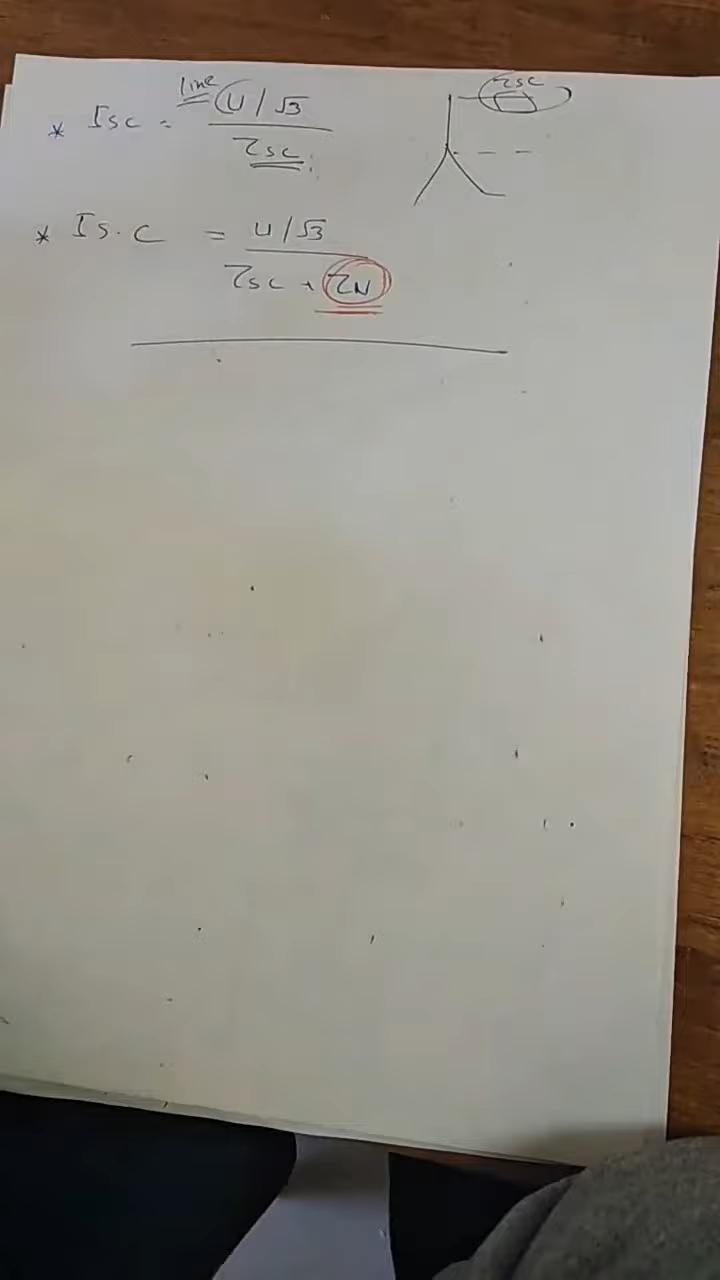 line
* Isc = U/√3
Zsc
Zsc
* Is.c = U/√3
Zsc + ZN